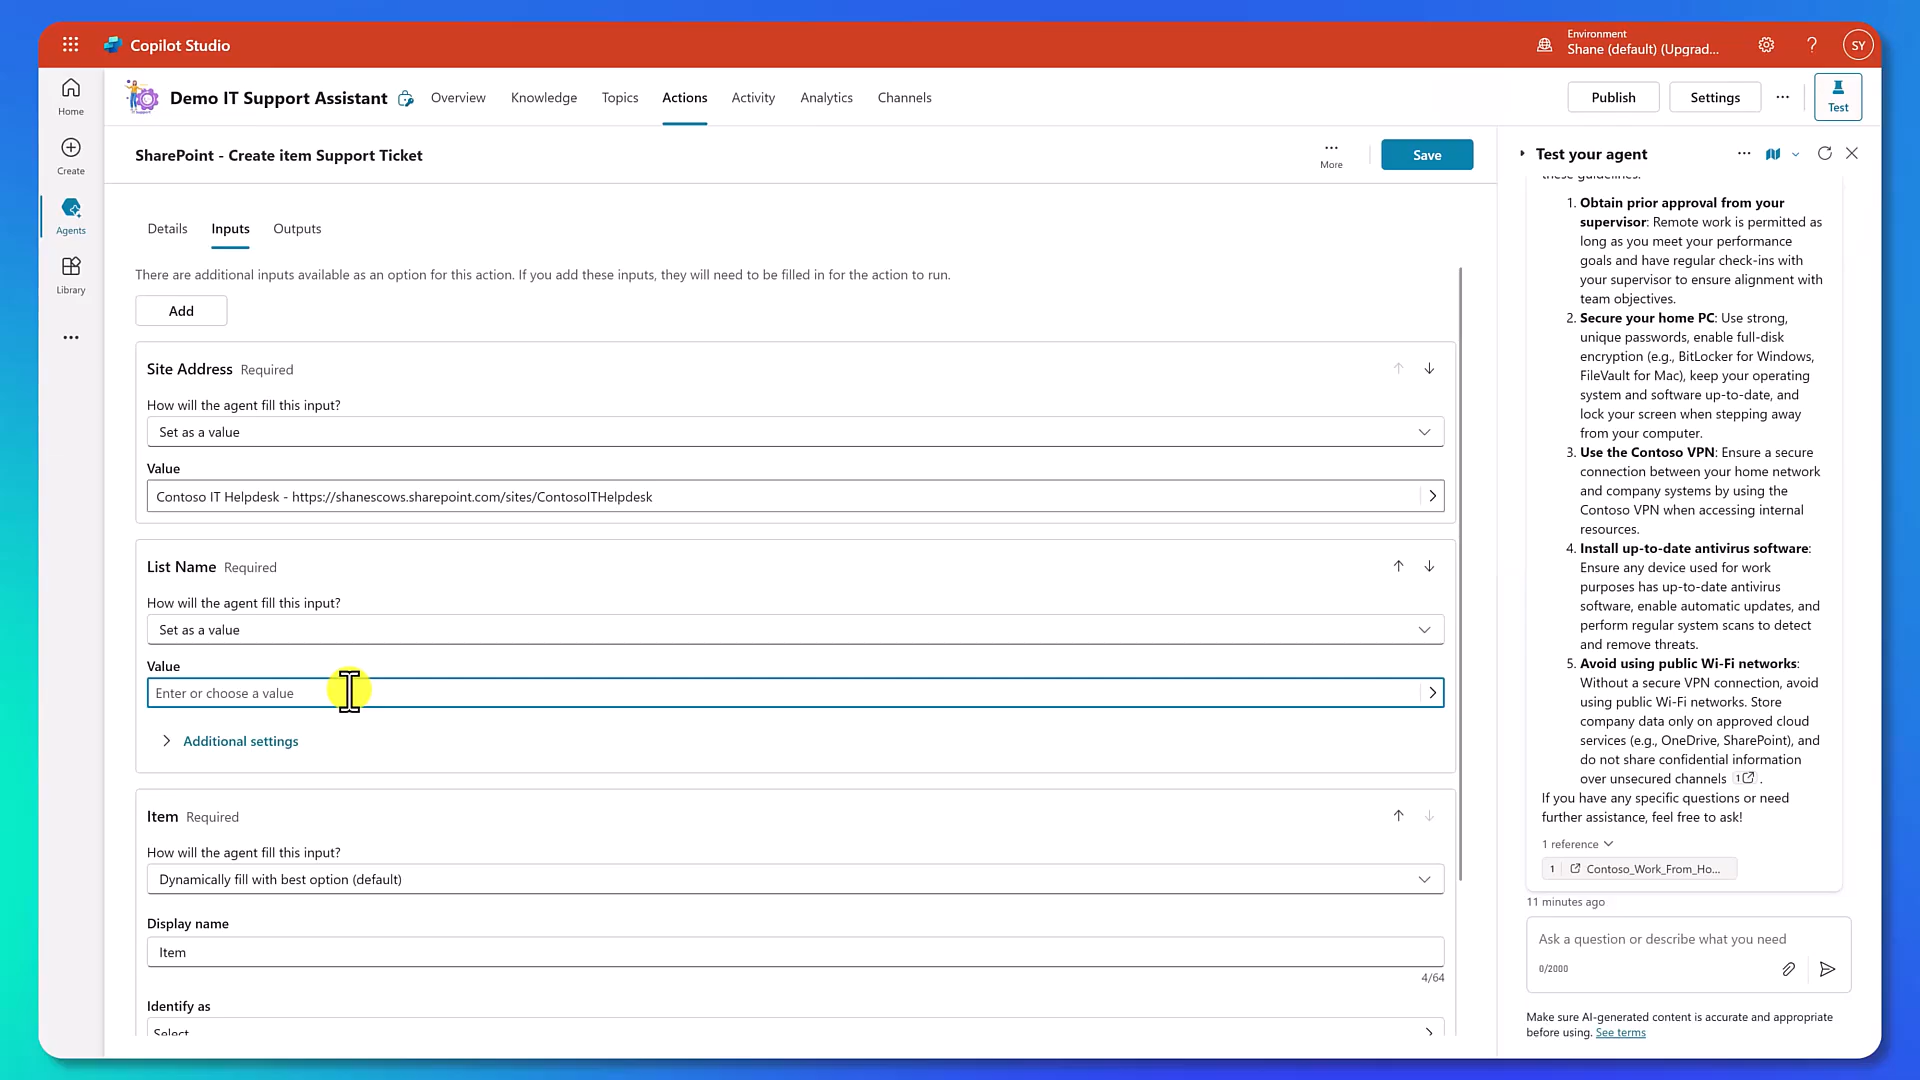 Copilot Studio
Environment
Shane (default) (Upgrad...
SY
Home
Create
Agents
Library
Demo IT Support Assistant
Overview
Knowledge
Topics
Actions
Activity
Analytics
Channels
Publish
Settings
Test
SharePoint - Create item Support Ticket
More
Save
Details
Inputs
Outputs
There are additional inputs available as an option for this action. If you add these inputs, they will need to be filled in for the action to run.
Add
Site Address Required
How will the agent fill this input?
Set as a value
Value
Contoso IT Helpdesk - https://shanescows.sharepoint.com/sites/ContosoITHelpdesk
List Name Required
How will the agent fill this input?
Set as a value
Value
Enter or choose a value
Additional settings
Item Required
How will the agent fill this input?
Dynamically fill with best option (default)
Display name
Item
4/64
Identify as
Select
Test your agent
these guidelines.
1. Obtain prior approval from your
supervisor: Remote work is permitted as
long as you meet your performance
goals and have regular check-ins with
your supervisor to ensure alignment with
team objectives.
2. Secure your home PC: Use strong,
unique passwords, enable full-disk
encryption (e.g., BitLocker for Windows,
FileVault for Mac), keep your operating
system and software up-to-date, and
lock your screen when stepping away
from your computer.
3. Use the Contoso VPN: Ensure a secure
connection between your home network
and company systems by using the
Contoso VPN when accessing internal
resources.
4. Install up-to-date antivirus software:
Ensure any device used for work
purposes has up-to-date antivirus
software, enable automatic updates, and
perform regular system scans to detect
and remove threats.
5. Avoid using public Wi-Fi networks:
Without a secure VPN connection, avoid
using public Wi-Fi networks. Store
company data only on approved cloud
services (e.g., OneDrive, SharePoint), and
do not share confidential information
over unsecured channels 1 .
If you have any specific questions or need
further assistance, feel free to ask!
1 reference
1 Contoso_Work_From_Ho...
11 minutes ago
Ask a question or describe what you need
0/2000
Make sure AI-generated content is accurate and appropriate
before using. See terms